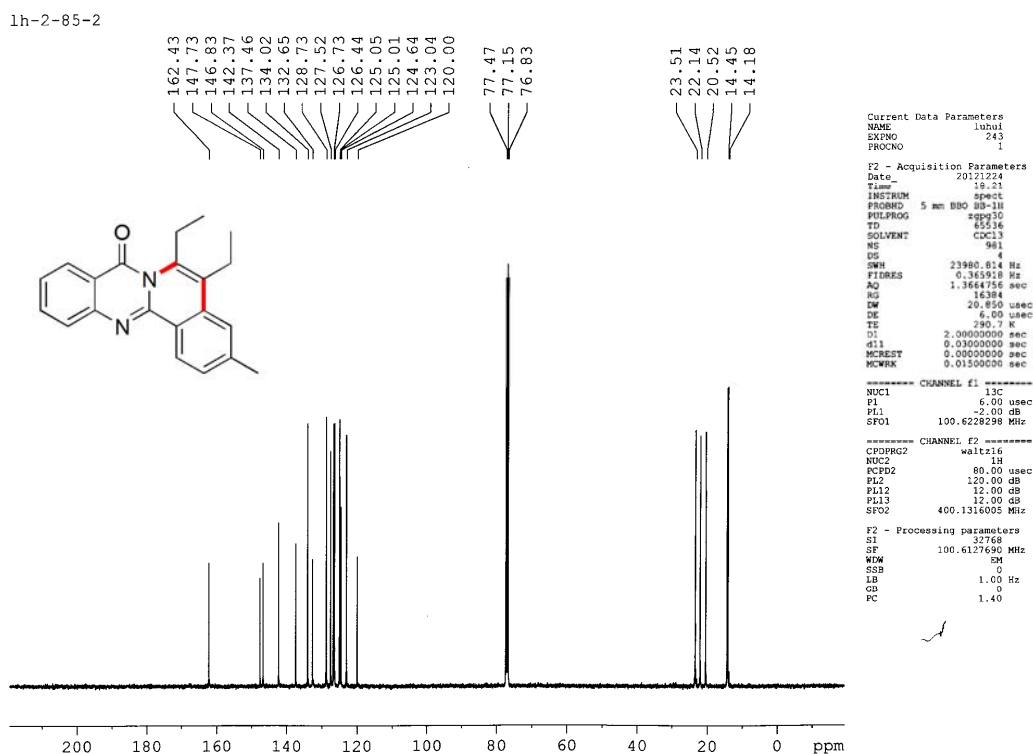 1h-2-85-2
162.43
147.73
146.83
142.37
137.46
134.02
132.65
128.73
127.52
126.73
126.44
125.05
125.01
124.64
123.04
120.00
77.47
77.15
76.83
23.51
22.14
20.52
14.45
14.18
O
N
N
Current Data Parameters
NAME luhui
EXPNO 243
PROCNO 1
F2 - Acquisition Parameters
Date_ 20121224
Time 18.21
INSTRUM spect
PROBHD 5 mm BBO BB-1H
PULPROG zgpg30
TD 65536
SOLVENT CDCl3
NS 981
DS 4
SWH 23980.814 Hz
FIDRES 0.365918 Hz
AQ 1.3664756 sec
RG 16384
DW 20.850 usec
DE 6.00 usec
TE 290.7 K
D1 2.00000000 sec
d11 0.03000000 sec
MCREST 0.00000000 sec
MCWRK 0.01500000 sec
======== CHANNEL f1 ========
NUC1 13C
P1 6.00 usec
PL1 -2.00 dB
SFO1 100.6228298 MHz
======== CHANNEL f2 ========
CPDPRG2 waltz16
NUC2 1H
PCPD2 80.00 usec
PL2 120.00 dB
PL12 12.00 dB
PL13 12.00 dB
SFO2 400.1316005 MHz
F2 - Processing parameters
SI 32768
SF 100.6127690 MHz
WDW EM
SSB 0
LB 1.00 Hz
GB 0
PC 1.40
200 180 160 140 120 100 80 60 40 20 0 ppm